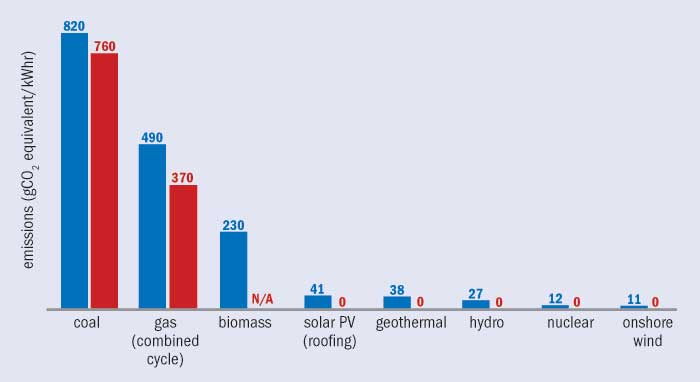 emissions (gCO₂ equivalent/kWhr)
820
760
490
370
230
N/A
41
0
38
0
27
0
12
0
11
0
coal
gas
(combined
cycle)
biomass
solar PV
(roofing)
geothermal
hydro
nuclear
onshore
wind